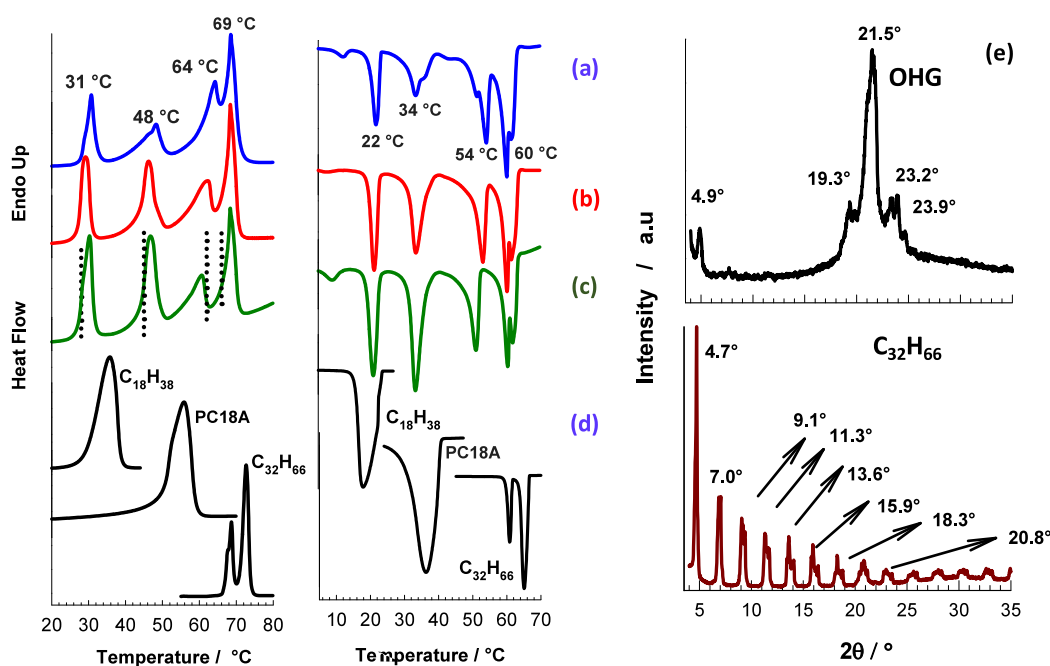 Endo Up
Heat Flow
31 °C
48 °C
64 °C
69 °C
C₁₈H₃₈
PC18A
C₃₂H₆₆
20 30 40 50 60 70 80
Temperature / °C
22 °C
34 °C
54 °C
60 °C
(a)
(b)
(c)
(d)
C₁₈H₃₈
PC18A
C₃₂H₆₆
10 20 30 40 50 60 70
Temperature / °C
Intensity / a.u
(e)
21.5°
OHG
4.9°
19.3°
23.2°
23.9°
C₃₂H₆₆
4.7°
7.0°
9.1°
11.3°
13.6°
15.9°
18.3°
20.8°
5 10 15 20 25 30 35
2θ / °